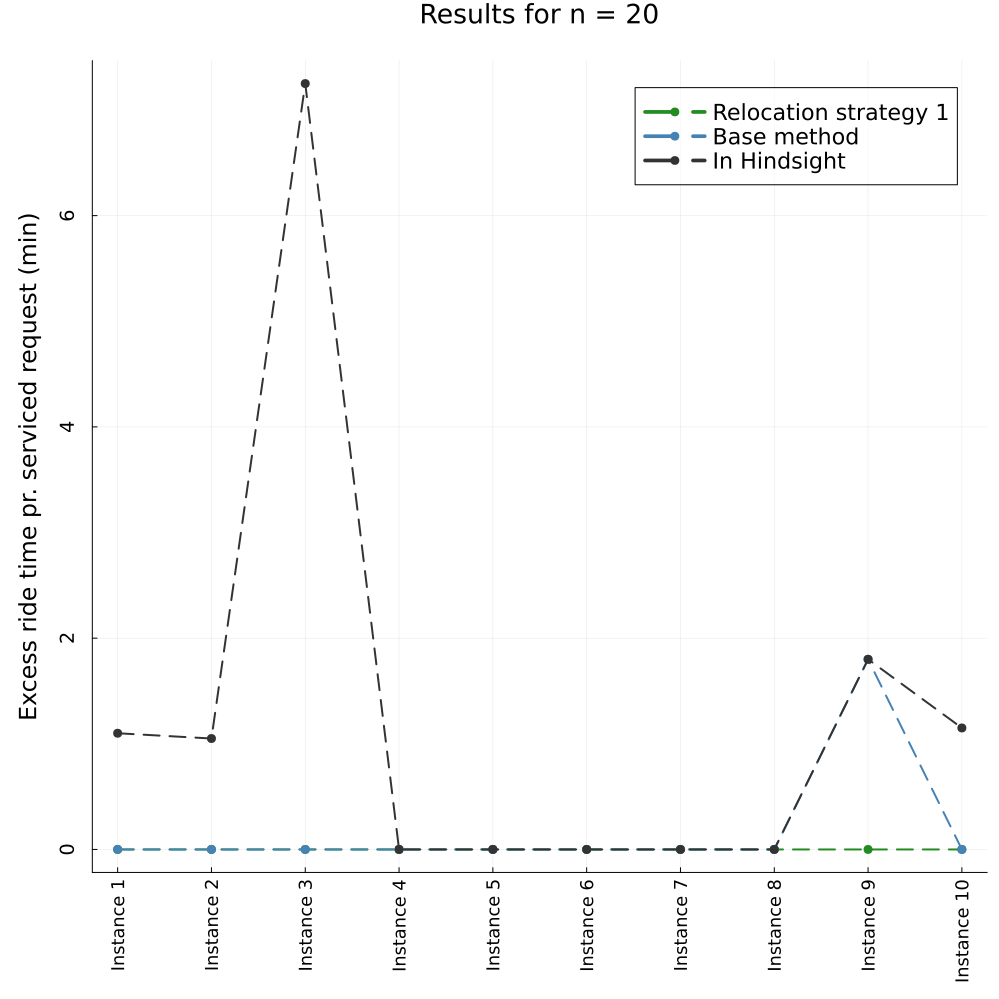 Results for n = 20
Relocation strategy 1
Base method
In Hindsight
Excess ride time pr. serviced request (min)
6
4
2
0
Instance 1
Instance 2
Instance 3
Instance 4
Instance 5
Instance 6
Instance 7
Instance 8
Instance 9
Instance 10